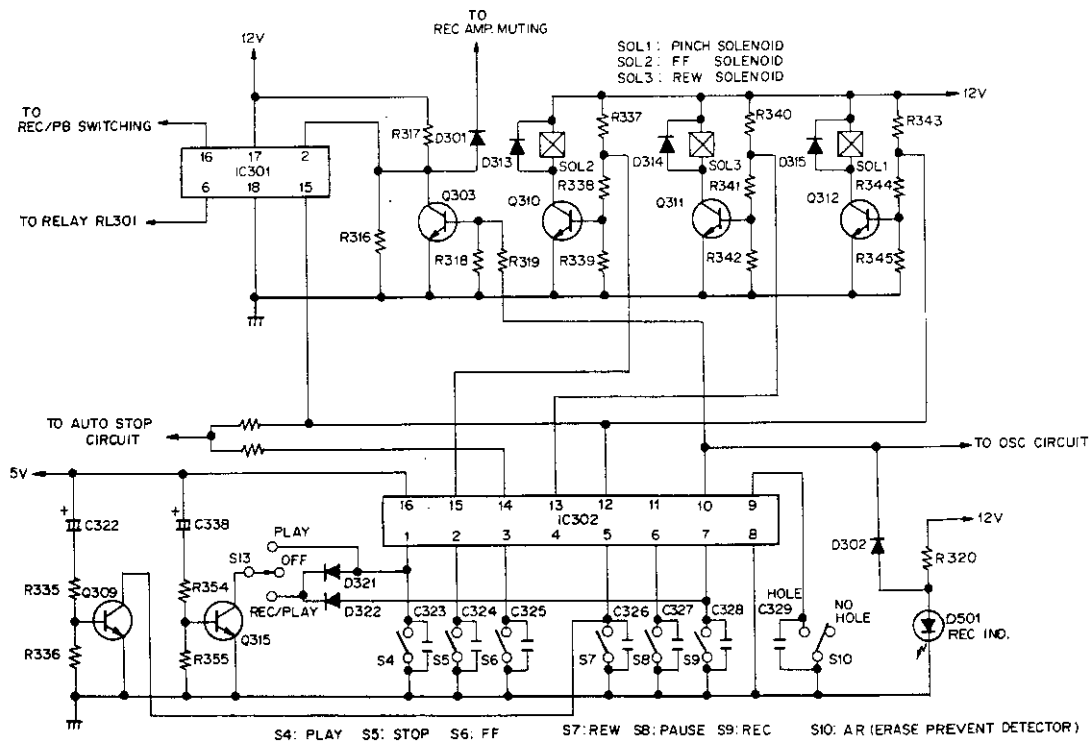 TO
REC AMP. MUTING
12V
SOL1: PINCH SOLENOID
SOL2: FF SOLENOID
SOL3: REW SOLENOID
12V
TO
REC/PB SWITCHING
R317
D301
D313
SOL2
R337
R338
D314
SOL3
R340
R341
D315
SOL1
R343
R344
16 17 2
IC301
6 18 15
Q303
Q310
Q311
Q312
TO RELAY RL301
R316
R318
R319
R339
R342
R345
TO AUTO STOP
CIRCUIT
TO OSC CIRCUIT
5V
16 15 14 13 12 11 10 9
IC302
1 2 3 4 5 6 7 8
C322
C338
PLAY
S13
OFF
REC/PLAY
D321
D322
12V
D302
R320
R335
Q309
R336
R354
Q315
R355
C323
C324
C325
C326
C327
C328
C329
HOLE
NO
HOLE
D501
REC IND.
S4
S5
S6
S7
S8
S9
S10
S4: PLAY S5: STOP S6: FF S7: REW S8: PAUSE S9: REC S10: AR (ERASE PREVENT DETECTOR)